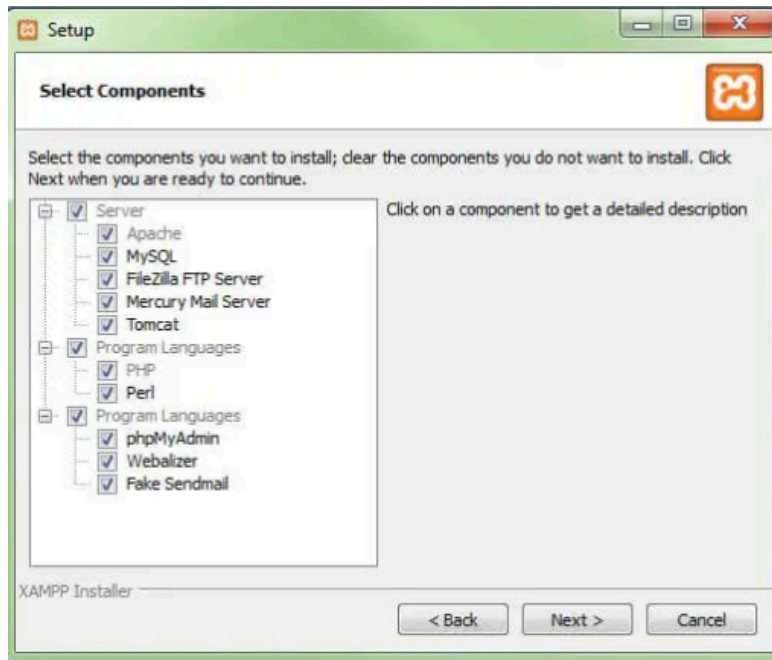 Setup
Select Components
Select the components you want to install; clear the components you do not want to install. Click
Next when you are ready to continue.
Server
Apache
MySQL
FileZilla FTP Server
Mercury Mail Server
Tomcat
Program Languages
PHP
Perl
Program Languages
phpMyAdmin
Webalizer
Fake Sendmail
Click on a component to get a detailed description
XAMPP Installer
< Back
Next >
Cancel